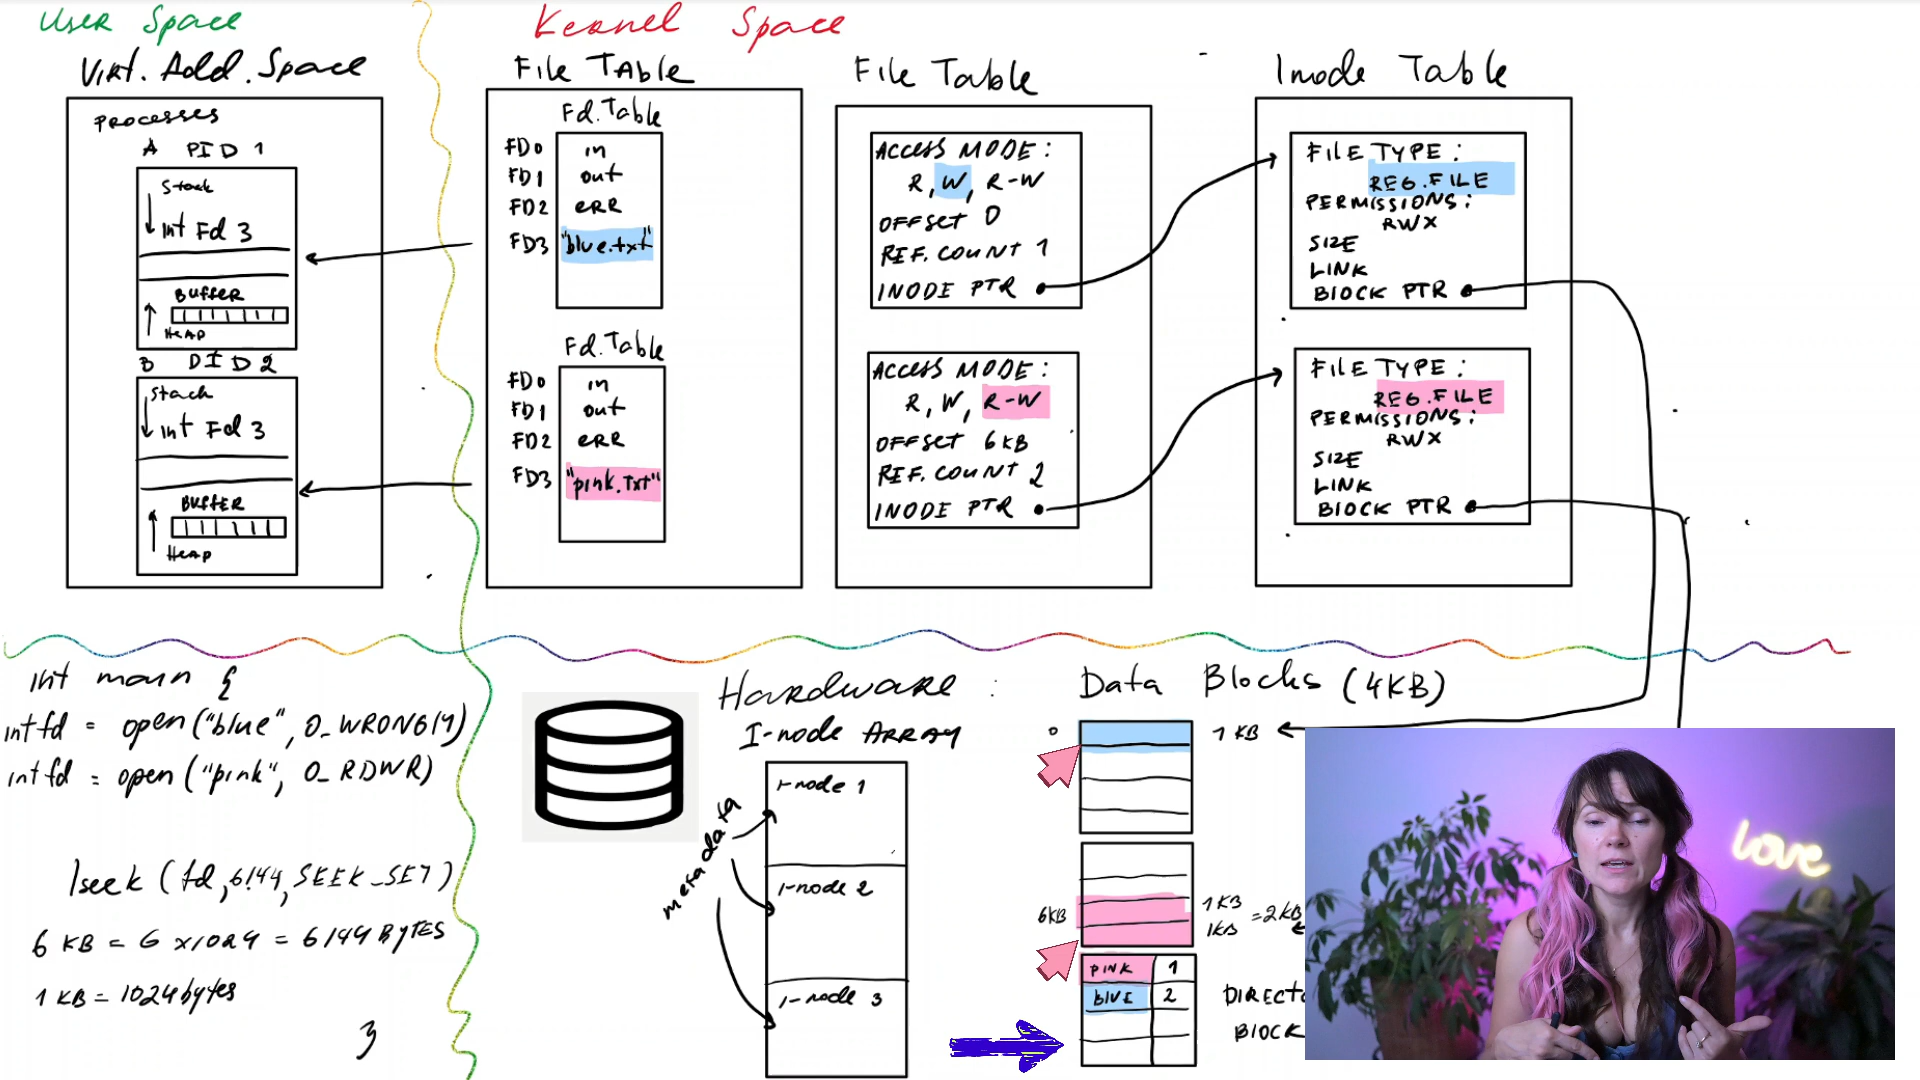 User Space
Kernel Space
Virt. Add. Space
File TABle
File Table
Inode Table
PROCESSES
A PID 1
Stack
Int Fd 3
Buffer
HEAP
B PID 2
Stack
Int Fd 3
Buffer
HEAP
Fd. Table
FD0 in
FD1 out
FD2 ERR
FD3 "blue.txt"
Fd. Table
FD0 in
FD1 out
FD2 ERR
FD3 "pink.txt"
ACCESS MODE :
R, W, R-W
OFFSET 0
REF. COUNT 1
INODE PTR
ACCESS MODE :
R, W, R-W
OFFSET 6KB
REF. COUNT 2
INODE PTR
FILE TYPE :
REG. FILE
PERMISSIONS :
RWX
SIZE
LINK
BLOCK PTR
FILE TYPE :
REG. FILE
PERMISSIONS :
RWX
SIZE
LINK
BLOCK PTR
int main {
int fd = open("blue", O_WRONGlY)
int fd = open("pink", O_RDWR)
lseek (fd, 6144, SEEK_SET)
6 KB = 6 x 1024 = 6144 BYTES
1 KB = 1024 bytes
}
Hardware :
I-node ARRAY
metadata
I-node 1
I-node 2
I-node 3
Data Blocks (4KB)
0
1 KB
6KB
1 KB
1KB = 2KB
PINK 1
BLUE 2
DIRECTO
BLOCK
love